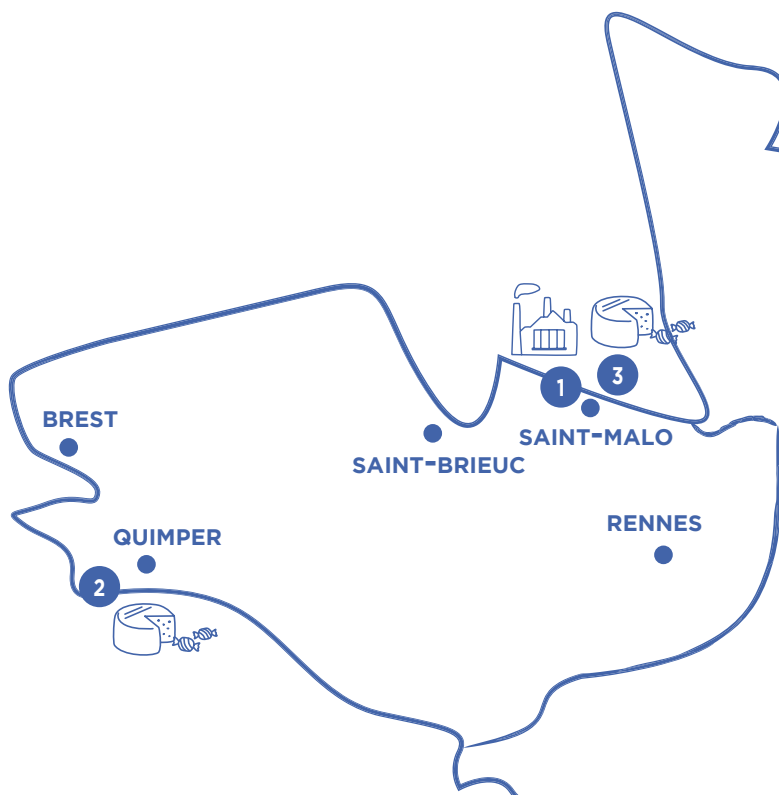 1
3
BREST
SAINT-MALO
SAINT-BRIEUC
RENNES
QUIMPER
2